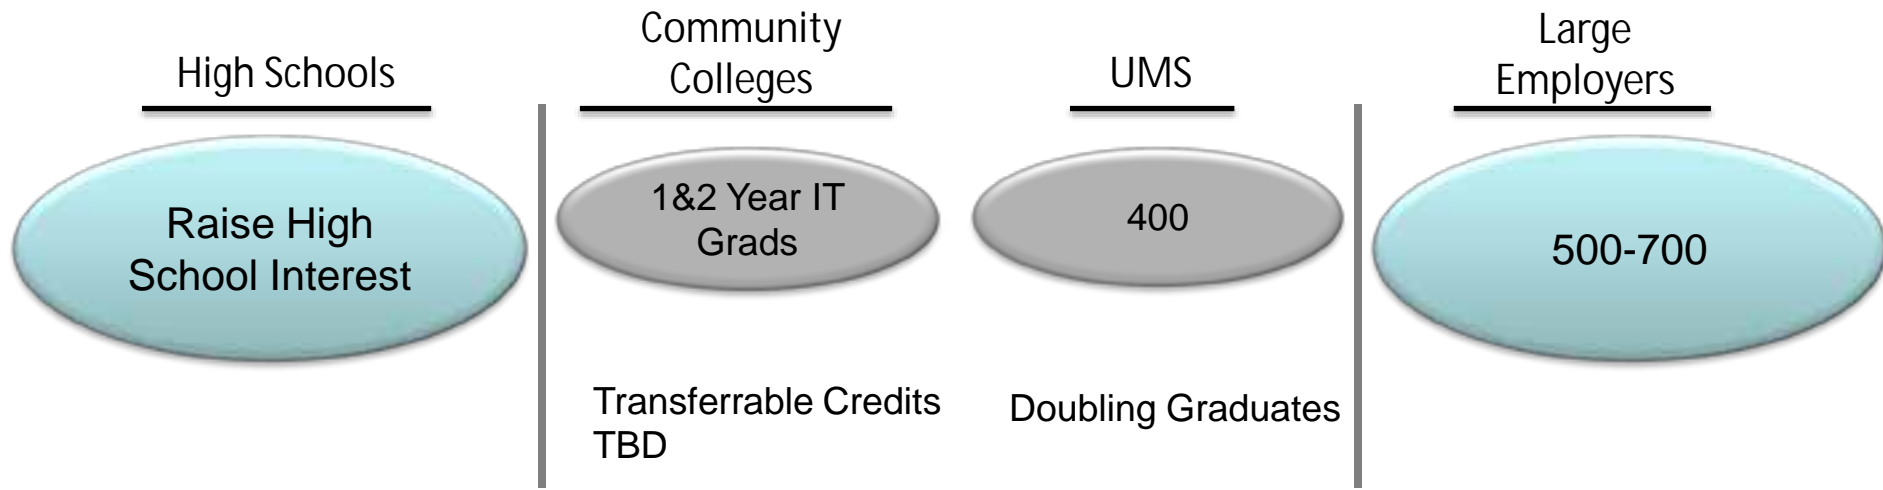 High Schools
Community
Colleges
UMS
Large
Employers
Raise High
School Interest
1&2 Year IT
Grads
400
500-700
Transferrable Credits
TBD
Doubling Graduates